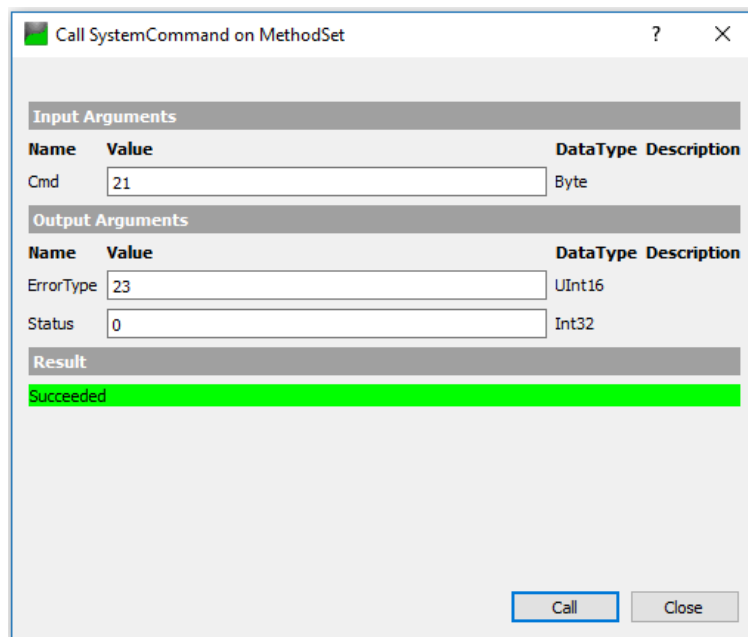 Call SystemCommand on MethodSet ? ×
Input Arguments
Name Value DataType Description
Cmd 21 Byte
Output Arguments
Name Value DataType Description
ErrorType 23 UInt16
Status 0 Int32
Result
Succeeded
Call Close